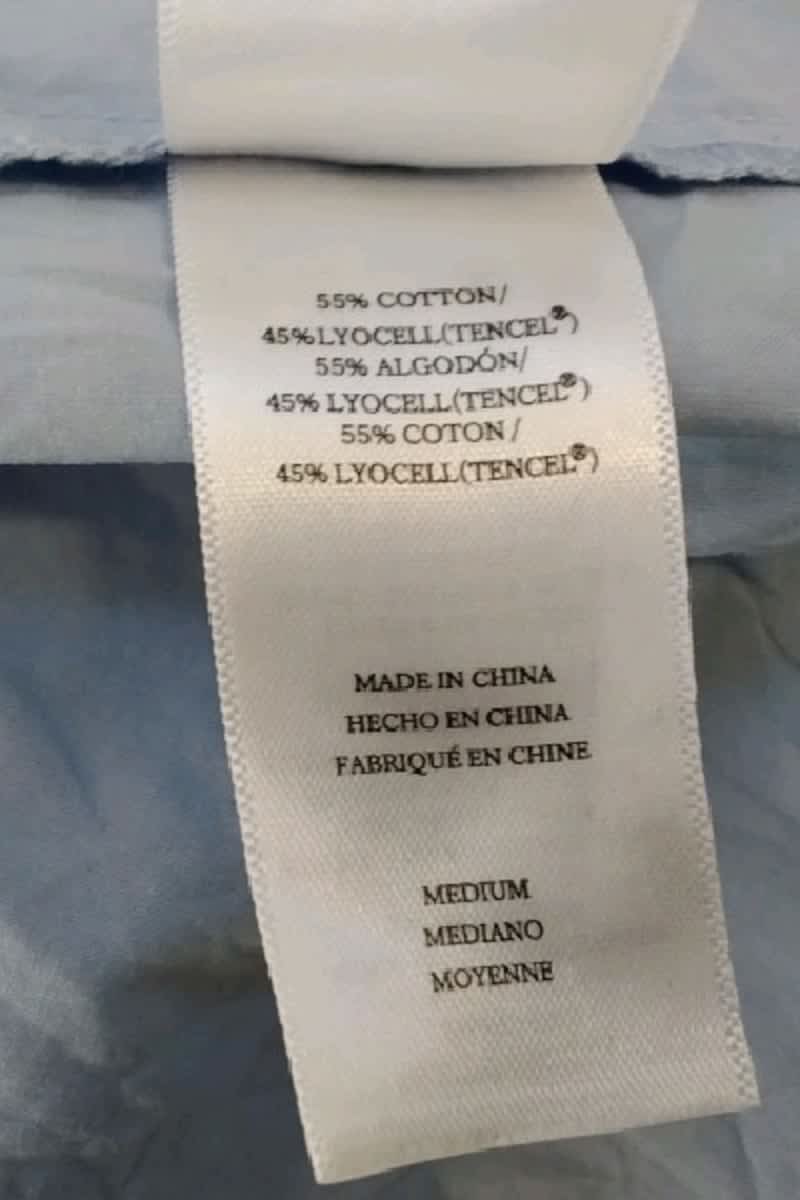 55% COTTON/
45%LYOCELL(TENCEL®)
55% ALGODÓN/
45% LYOCELL(TENCEL®)
55% COTON /
45% LYOCELL(TENCEL®)
MADE IN CHINA
HECHO EN CHINA
FABRIQUÉ EN CHINE
MEDIUM
MEDIANO
MOYENNE